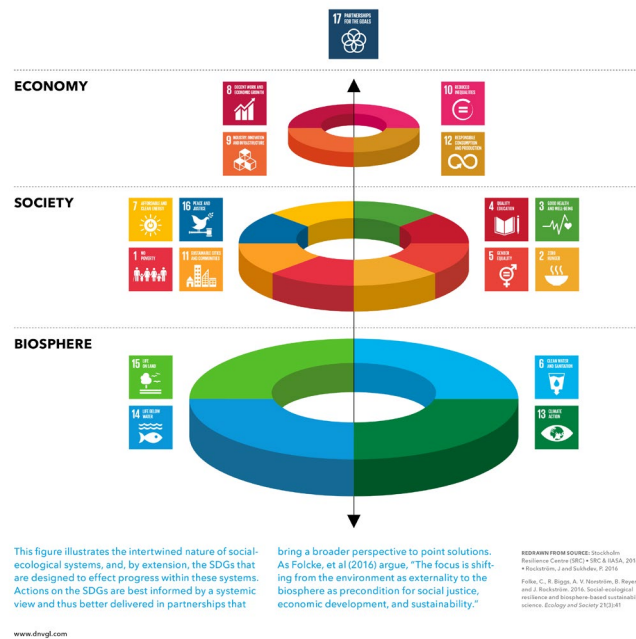 17 PARTNERSHIPS
FOR THE GOALS
ECONOMY
8 DECENT WORK AND
ECONOMIC GROWTH
10 REDUCED
INEQUALITIES
9 INDUSTRY, INNOVATION
AND INFRASTRUCTURE
12 RESPONSIBLE
CONSUMPTION
AND PRODUCTION
SOCIETY
7 AFFORDABLE AND
CLEAN ENERGY
16 PEACE AND
JUSTICE
4 QUALITY
EDUCATION
3 GOOD HEALTH
AND WELL-BEING
1 NO
POVERTY
11 SUSTAINABLE CITIES
AND COMMUNITIES
5 GENDER
EQUALITY
2 ZERO
HUNGER
BIOSPHERE
15 LIFE
ON LAND
6 CLEAN WATER
AND SANITATION
14 LIFE BELOW
WATER
13 CLIMATE
ACTION
This figure illustrates the intertwined nature of social-
ecological systems, and, by extension, the SDGs that
are designed to effect progress within these systems.
Actions on the SDGs are best informed by a systemic
view and thus better delivered in partnerships that
bring a broader perspective to point solutions.
As Folcke, et al (2016) argue, "The focus is shift-
ing from the environment as externality to the
biosphere as precondition for social justice,
economic development, and sustainability."
REDRAWN FROM SOURCE: Stockholm
Resilience Centre (SRC) • SRC & IIASA, 201
• Rockström, J and Sukhdev, P. 2016
Folke, C., R. Biggs, A. V. Norström, B. Reyer
and J. Rockström. 2016. Social-ecological
resilience and biosphere-based sustainabi
science. Ecology and Society 21(3):41
www.dnvgl.com